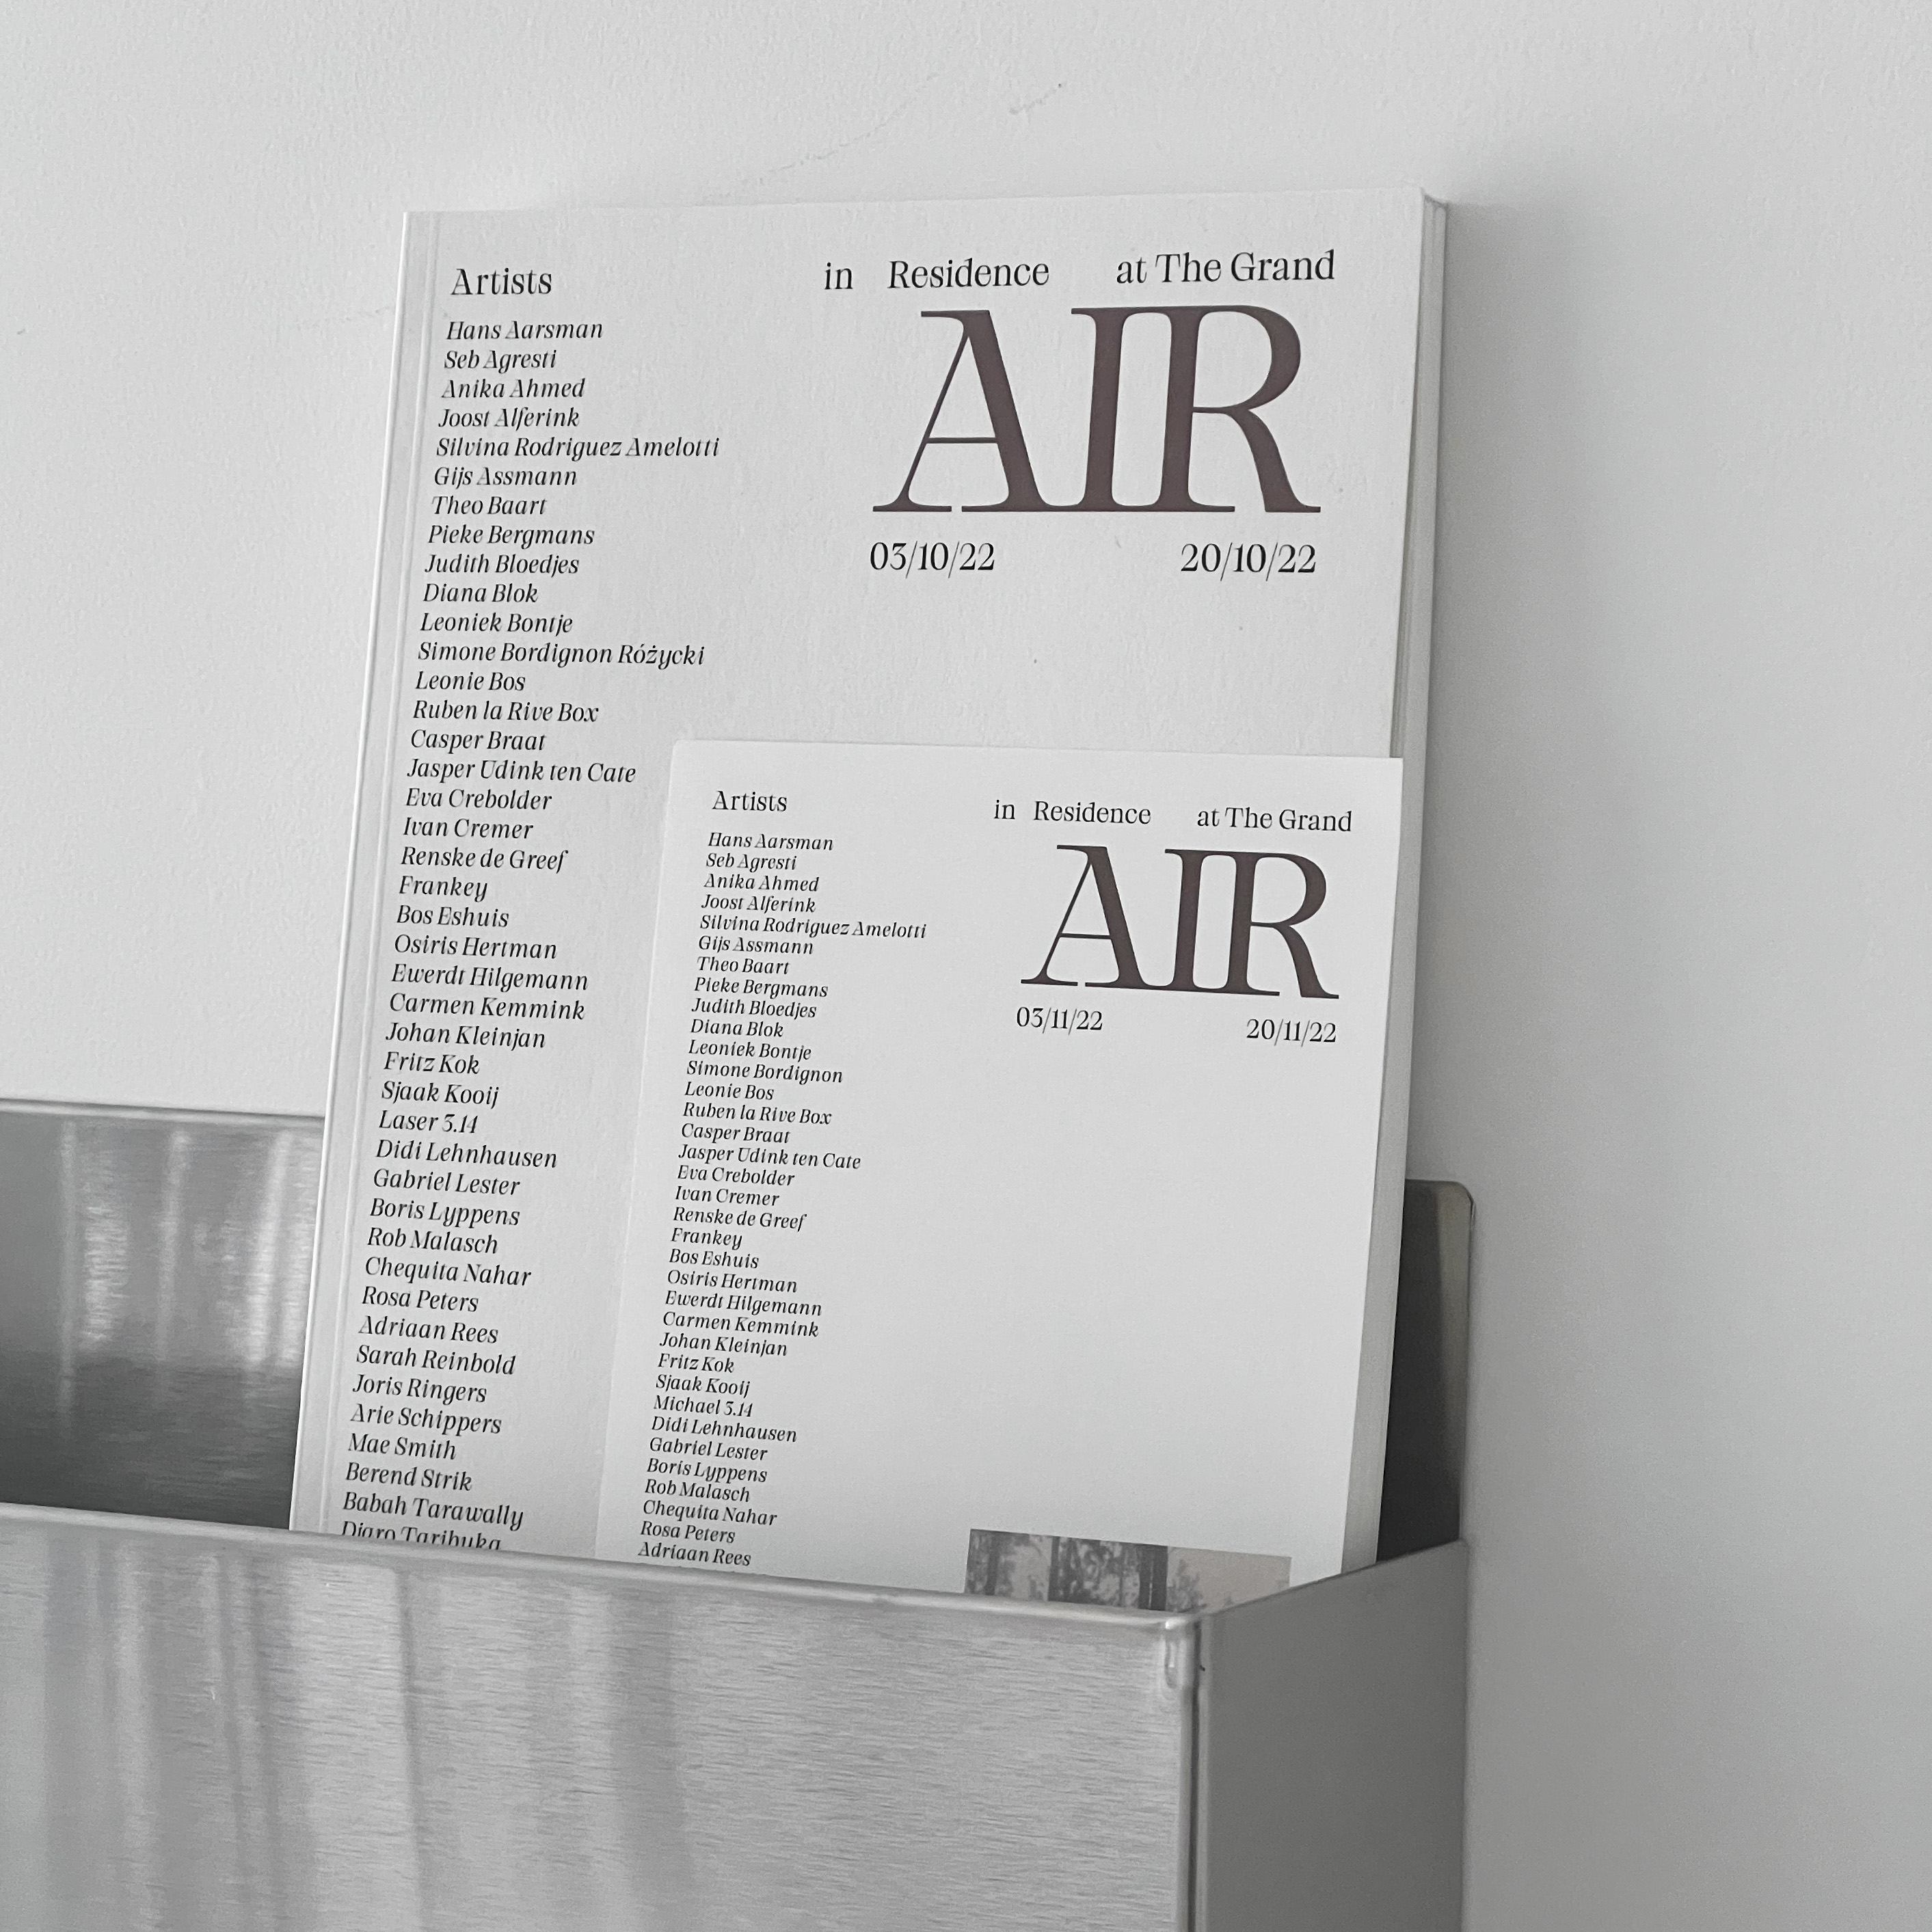 Artists in Residence at The Grand
AIR
03/10/22 20/10/22
Hans Aarsman
Seb Agresti
Anika Ahmed
Joost Alferink
Silvina Rodriguez Amelotti
Gijs Assmann
Theo Baart
Pieke Bergmans
Judith Bloedjes
Diana Blok
Leoniek Bontje
Simone Bordignon Różycki
Leonie Bos
Ruben la Rive Box
Casper Braat
Jasper Udink ten Cate
Eva Crebolder
Ivan Cremer
Renske de Greef
Frankey
Bos Eshuis
Osiris Hertman
Ewerdt Hilgemann
Carmen Kemmink
Johan Kleinjan
Fritz Kok
Sjaak Kooij
Laser 3.14
Didi Lehnhausen
Gabriel Lester
Boris Lyppens
Rob Malasch
Chequita Nahar
Rosa Peters
Adriaan Rees
Sarah Reinbold
Joris Ringers
Arie Schippers
Mae Smith
Berend Strik
Babah Tarawally
Artists in Residence at The Grand
AIR
03/11/22 20/11/22
Hans Aarsman
Seb Agresti
Anika Ahmed
Joost Alferink
Silvina Rodriguez Amelotti
Gijs Assmann
Theo Baart
Pieke Bergmans
Judith Bloedjes
Diana Blok
Leoniek Bontje
Simone Bordignon
Leonie Bos
Ruben la Rive Box
Casper Braat
Jasper Udink ten Cate
Eva Crebolder
Ivan Cremer
Renske de Greef
Frankey
Bos Eshuis
Osiris Hertman
Ewerdt Hilgemann
Carmen Kemmink
Johan Kleinjan
Fritz Kok
Sjaak Kooij
Michael 3.14
Didi Lehnhausen
Gabriel Lester
Boris Lyppens
Rob Malasch
Chequita Nahar
Rosa Peters
Adriaan Rees